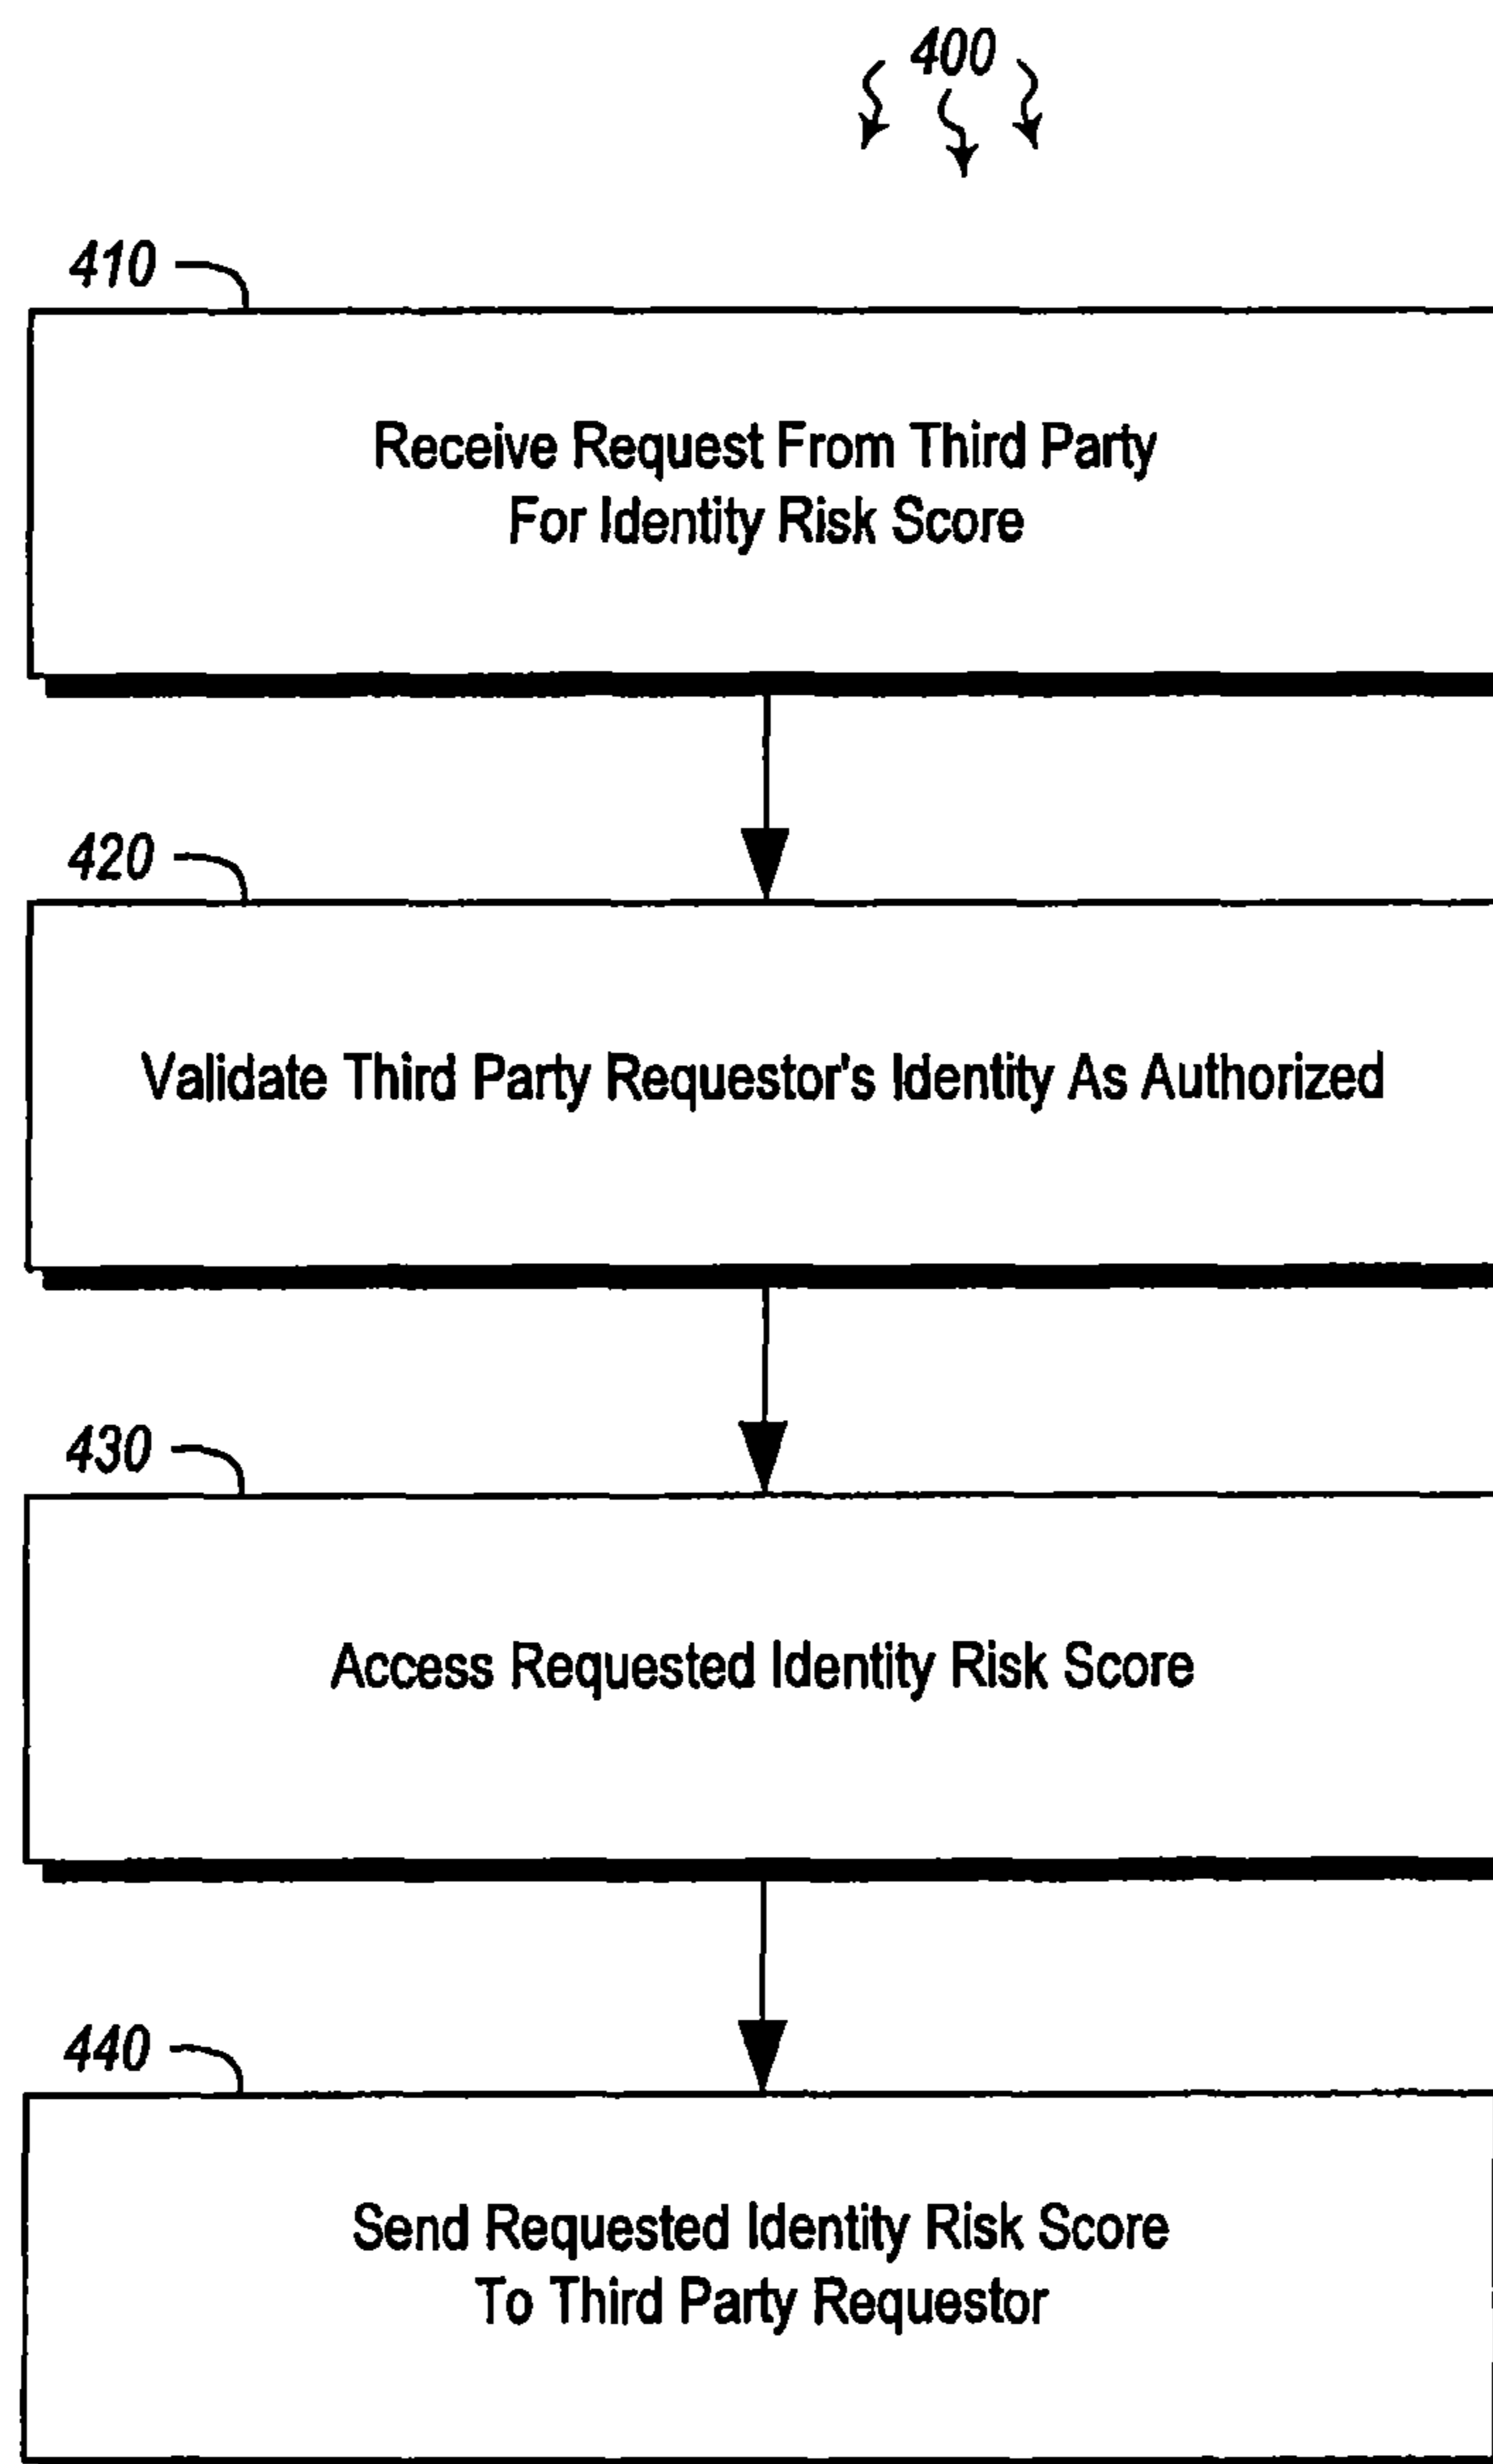 400
410
Receive Request From Third Party
For Identity Risk Score
420
Validate Third Party Requestor's Identity As Authorized
430
Access Requested Identity Risk Score
440
Send Requested Identity Risk Score
To Third Party Requestor